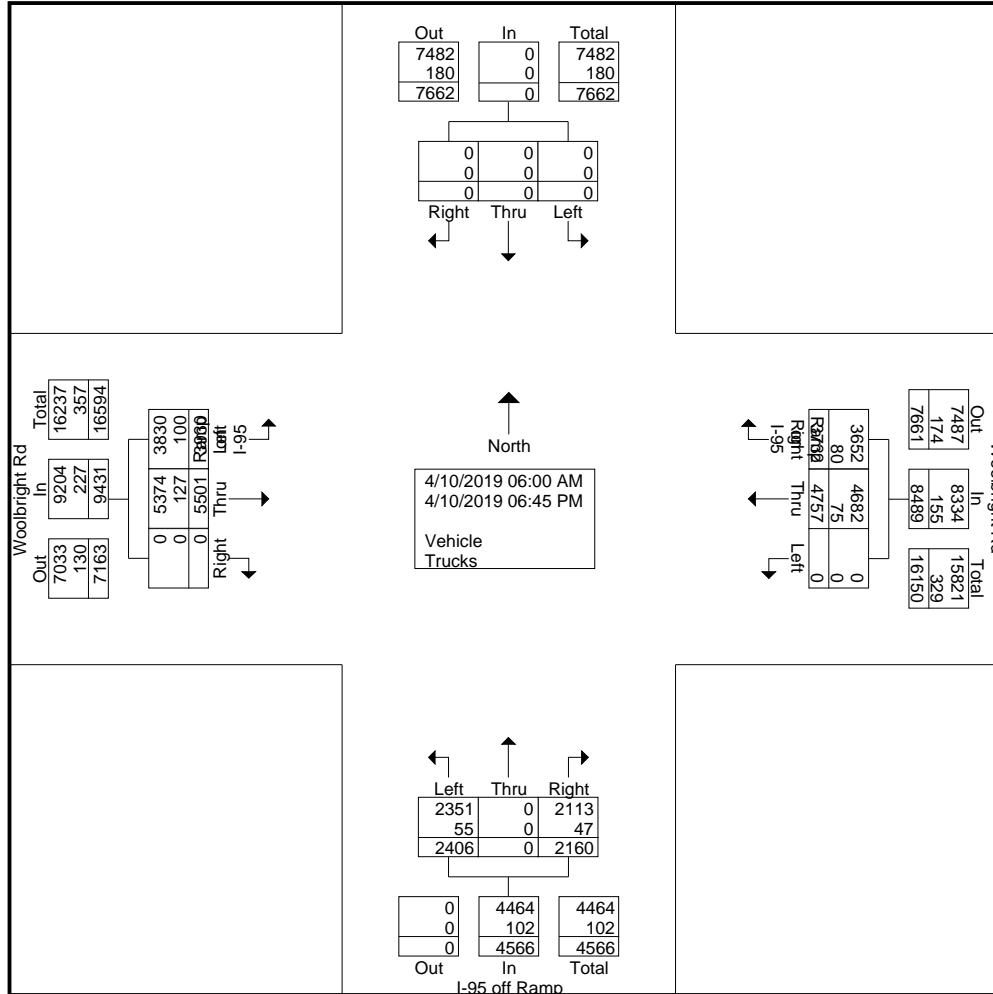 Out In Total
7482 0 7482
180 0 180
7662 0 7662
0 0 0
0 0 0
0 0 0
Right Thru Left
Woolbright Rd
Total In Out
16237 9204 7033
357 227 130
16594 9431 7163
3830 5374 0
100 127 0
5501
Left Thru Right
I-95
Ramp
North
4/10/2019 06:00 AM
4/10/2019 06:45 PM
Vehicle
Trucks
I-95
Ramp
Right Thru Left
3652 4682 0
80 75 0
4757 0
Out In Total
7487 8334 15821
174 155 329
7661 8489 16150
Left Thru Right
2351 0 2113
55 0 47
2406 0 2160
0 4464 4464
0 102 102
0 4566 4566
Out In Total
I-95 off Ramp